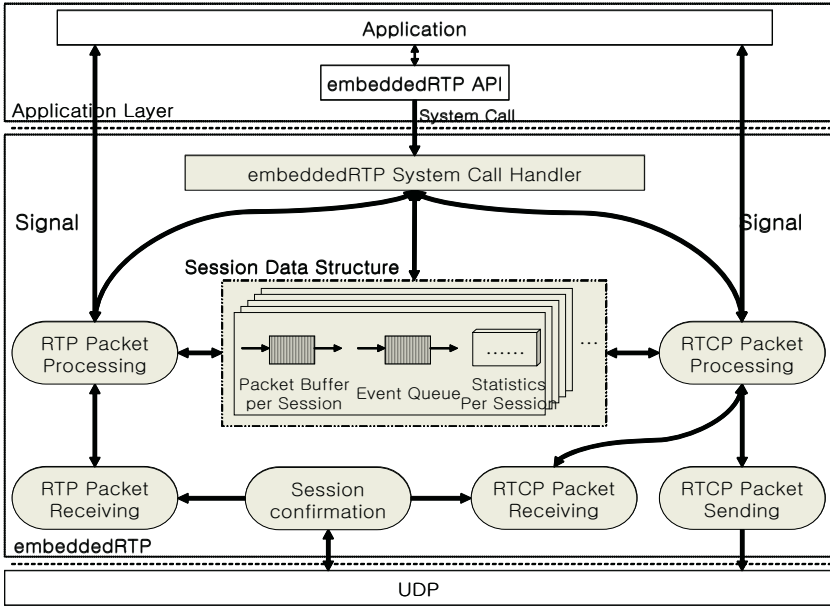 Application
embeddedRTP API
Application Layer
System Call
embeddedRTP System Call Handler
Signal
Signal
Session Data Structure
RTP Packet
Processing
Packet Buffer
per Session
Event Queue
......
Statistics
Per Session
...
RTCP Packet
Processing
RTP Packet
Receiving
Session
confirmation
RTCP Packet
Receiving
RTCP Packet
Sending
embeddedRTP
UDP